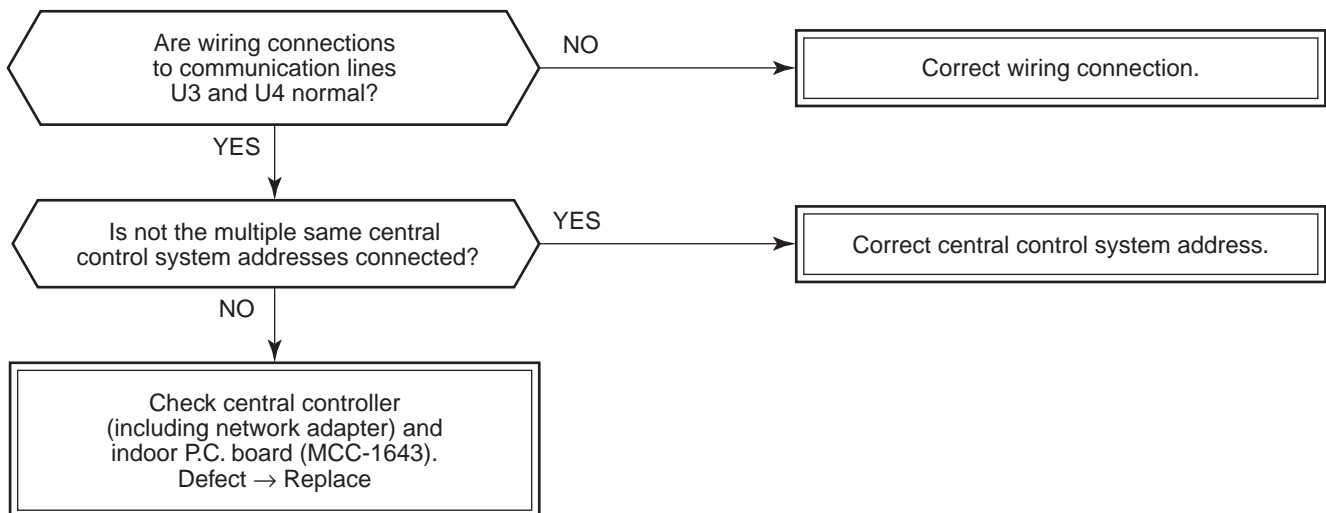 Are wiring connections
to communication lines
U3 and U4 normal?
NO
Correct wiring connection.
YES
Is not the multiple same central
control system addresses connected?
YES
Correct central control system address.
NO
Check central controller
(including network adapter) and
indoor P.C. board (MCC-1643).
Defect → Replace